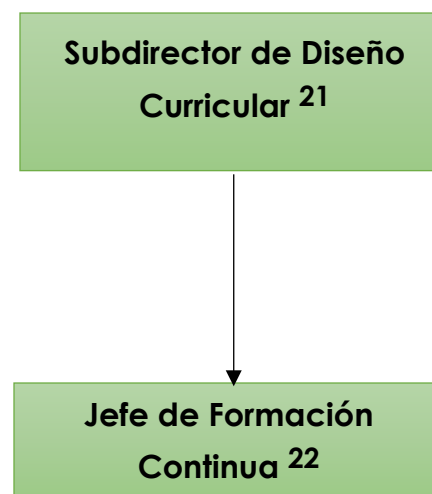 Subdirector de Diseño
Curricular 21
Jefe de Formación
Continua 22